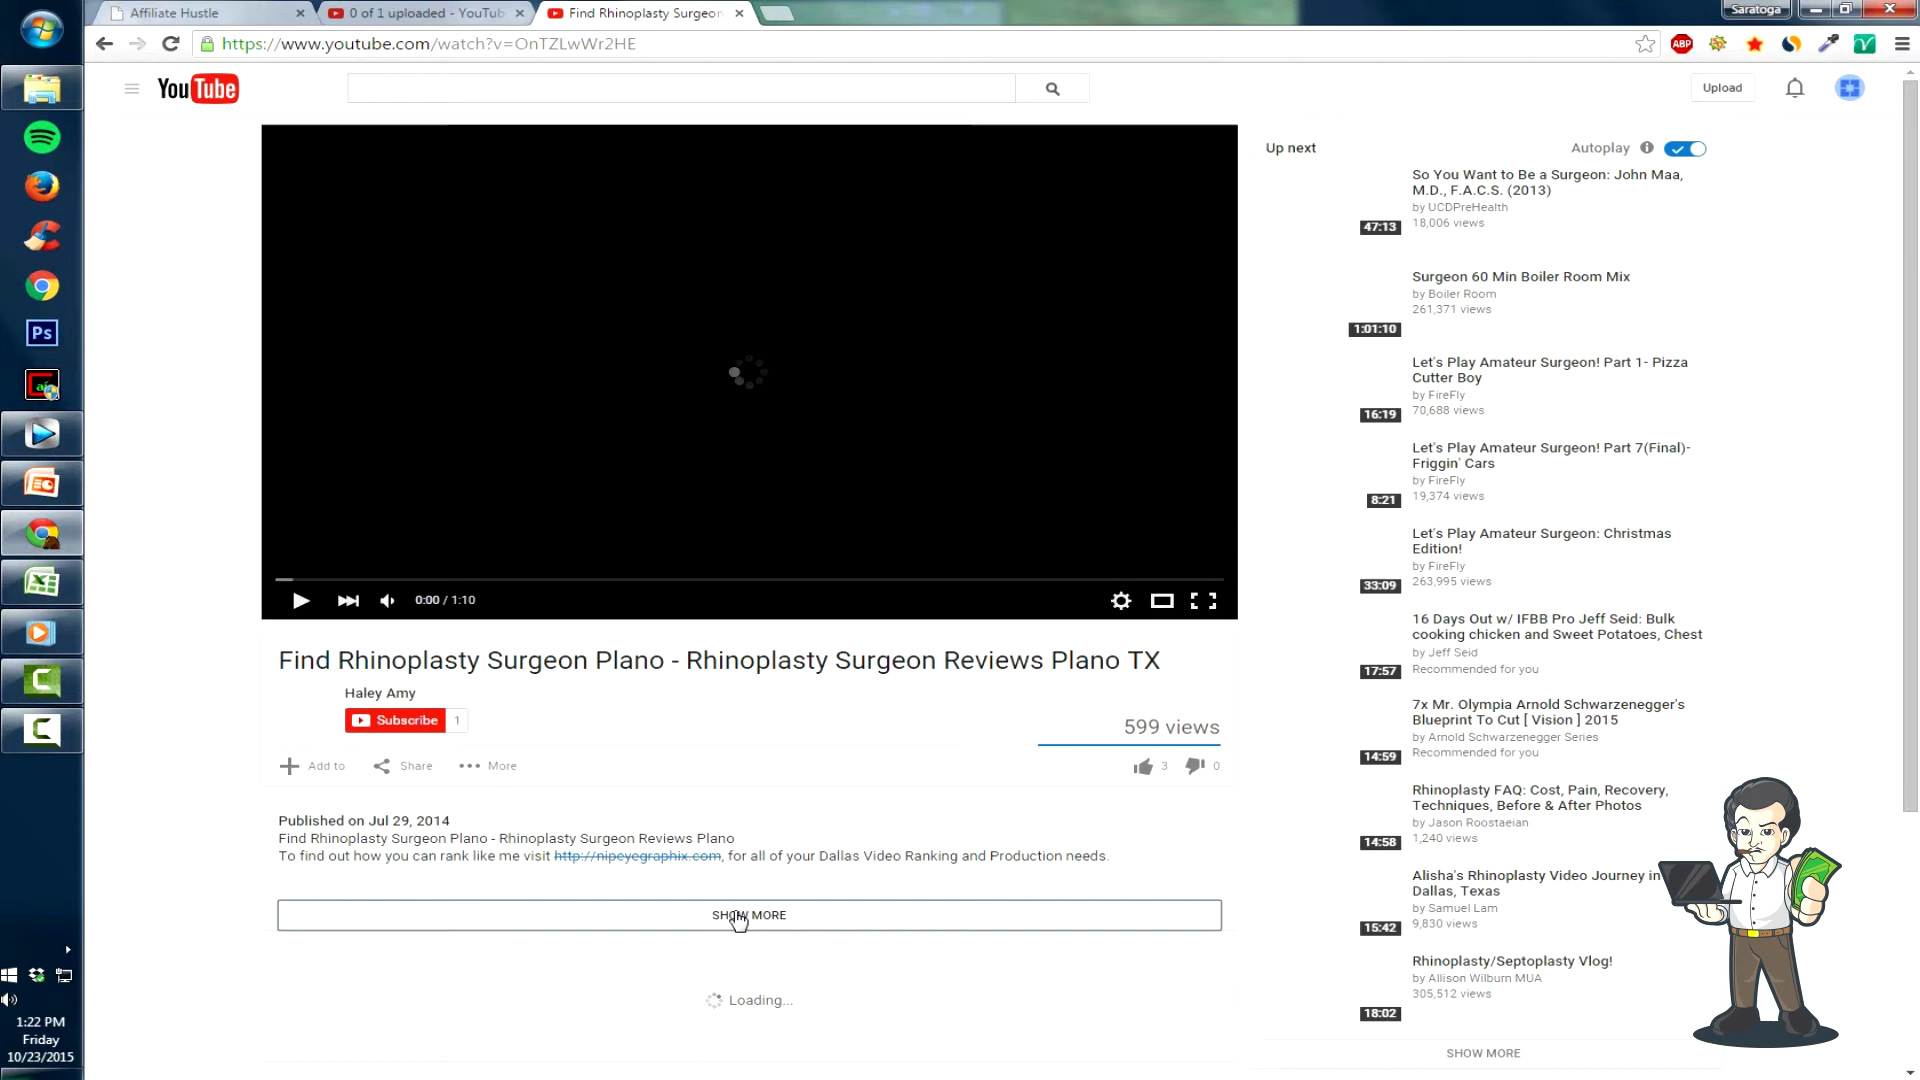 Affiliate Hustle
0 of 1 uploaded - YouTub
Find Rhinoplasty Surgeon
Saratoga
https://www.youtube.com/watch?v=OnTZLwWr2HE
ABP
YouTube
Upload
Up next
Autoplay
So You Want to Be a Surgeon: John Maa,
M.D., F.A.C.S. (2013)
by UCDPreHealth
18,006 views
47:13
Surgeon 60 Min Boiler Room Mix
by Boiler Room
261,371 views
1:01:10
Let's Play Amateur Surgeon! Part 1- Pizza
Cutter Boy
by FireFly
70,688 views
16:19
Let's Play Amateur Surgeon! Part 7(Final)-
Friggin' Cars
by FireFly
19,374 views
8:21
Let's Play Amateur Surgeon: Christmas
Edition!
by FireFly
263,995 views
33:09
16 Days Out w/ IFBB Pro Jeff Seid: Bulk
cooking chicken and Sweet Potatoes, Chest
by Jeff Seid
Recommended for you
17:57
7x Mr. Olympia Arnold Schwarzenegger's
Blueprint To Cut [ Vision ] 2015
by Arnold Schwarzenegger Series
Recommended for you
14:59
Rhinoplasty FAQ: Cost, Pain, Recovery,
Techniques, Before & After Photos
by Jason Roostaeian
1,240 views
14:58
Alisha's Rhinoplasty Video Journey in
Dallas, Texas
by Samuel Lam
9,830 views
15:42
Rhinoplasty/Septoplasty Vlog!
by Allison Wilburn MUA
305,512 views
18:02
SHOW MORE
0:00 / 1:10
Find Rhinoplasty Surgeon Plano - Rhinoplasty Surgeon Reviews Plano TX
Haley Amy
Subscribe 1
599 views
Add to
Share
More
3
0
Published on Jul 29, 2014
Find Rhinoplasty Surgeon Plano - Rhinoplasty Surgeon Reviews Plano
To find out how you can rank like me visit http://nipeyegraphix.com, for all of your Dallas Video Ranking and Production needs.
SHOW MORE
Loading...
Ps
1:22 PM
Friday
10/23/2015